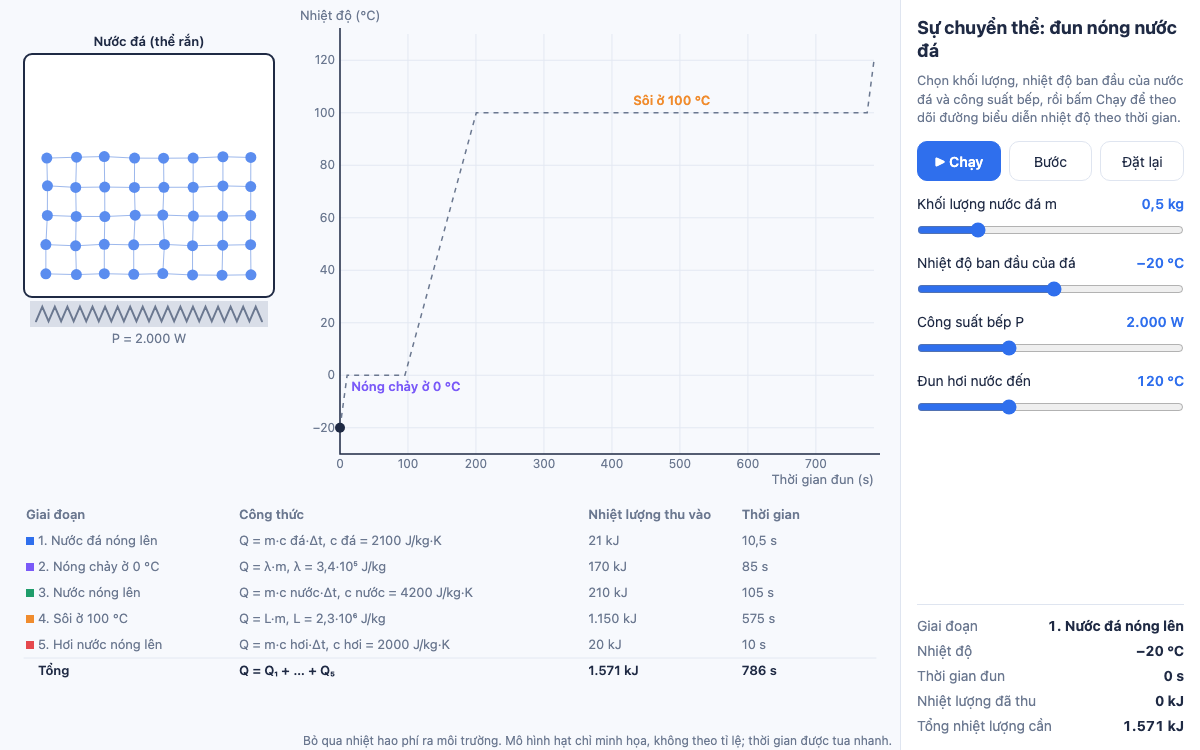 Nhiệt độ (°C)
Nước đá (thể rắn)
P = 2.000 W
120
100
80
60
40
20
0
−20
Sôi ở 100 °C
Nóng chảy ở 0 °C
0 100 200 300 400 500 600 700
Thời gian đun (s)
Giai đoạn Công thức Nhiệt lượng thu vào Thời gian
1. Nước đá nóng lên Q = m·c đá·Δt, c đá = 2100 J/kg·K 21 kJ 10,5 s
2. Nóng chảy ở 0 °C Q = λ·m, λ = 3,4·10⁵ J/kg 170 kJ 85 s
3. Nước nóng lên Q = m·c nước·Δt, c nước = 4200 J/kg·K 210 kJ 105 s
4. Sôi ở 100 °C Q = L·m, L = 2,3·10⁶ J/kg 1.150 kJ 575 s
5. Hơi nước nóng lên Q = m·c hơi·Δt, c hơi = 2000 J/kg·K 20 kJ 10 s
Tổng Q = Q₁ + … + Q₅ 1.571 kJ 786 s
Bỏ qua nhiệt hao phí ra môi trường. Mô hình hạt chỉ minh họa, không theo tỉ lệ; thời gian được tua nhanh.
Sự chuyển thể: đun nóng nước
đá
Chọn khối lượng, nhiệt độ ban đầu của nước
đá và công suất bếp, rồi bấm Chạy để theo
dõi đường biểu diễn nhiệt độ theo thời gian.
▶ Chạy Bước Đặt lại
Khối lượng nước đá m 0,5 kg
Nhiệt độ ban đầu của đá −20 °C
Công suất bếp P 2.000 W
Đun hơi nước đến 120 °C
Giai đoạn 1. Nước đá nóng lên
Nhiệt độ −20 °C
Thời gian đun 0 s
Nhiệt lượng đã thu 0 kJ
Tổng nhiệt lượng cần 1.571 kJ